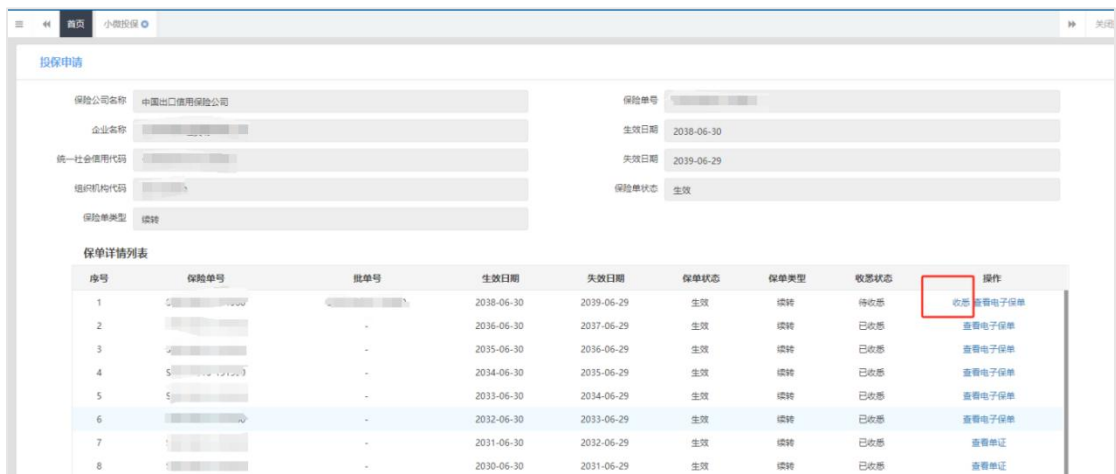 首页 小微投保 关闭
投保申请
保险公司名称 中国出口信用保险公司 保险单号
企业名称 生效日期 2038-06-30
统一社会信用代码 失效日期 2039-06-29
组织机构代码 保险单状态 生效
保险单类型 续转
保单详情列表
序号 保险单号 批单号 生效日期 失效日期 保单状态 保单类型 收悉状态 操作
1 2038-06-30 2039-06-29 生效 续转 待收悉 收悉 查看电子保单
2 - 2036-06-30 2037-06-29 生效 续转 已收悉 查看电子保单
3 - 2035-06-30 2036-06-29 生效 续转 已收悉 查看电子保单
4 - 2034-06-30 2035-06-29 生效 续转 已收悉 查看电子保单
5 - 2033-06-30 2034-06-29 生效 续转 已收悉 查看电子保单
6 - 2032-06-30 2033-06-29 生效 续转 已收悉 查看电子保单
7 - 2031-06-30 2032-06-29 生效 续转 已收悉 查看单证
8 - 2030-06-30 2031-06-29 生效 续转 已收悉 查看单证